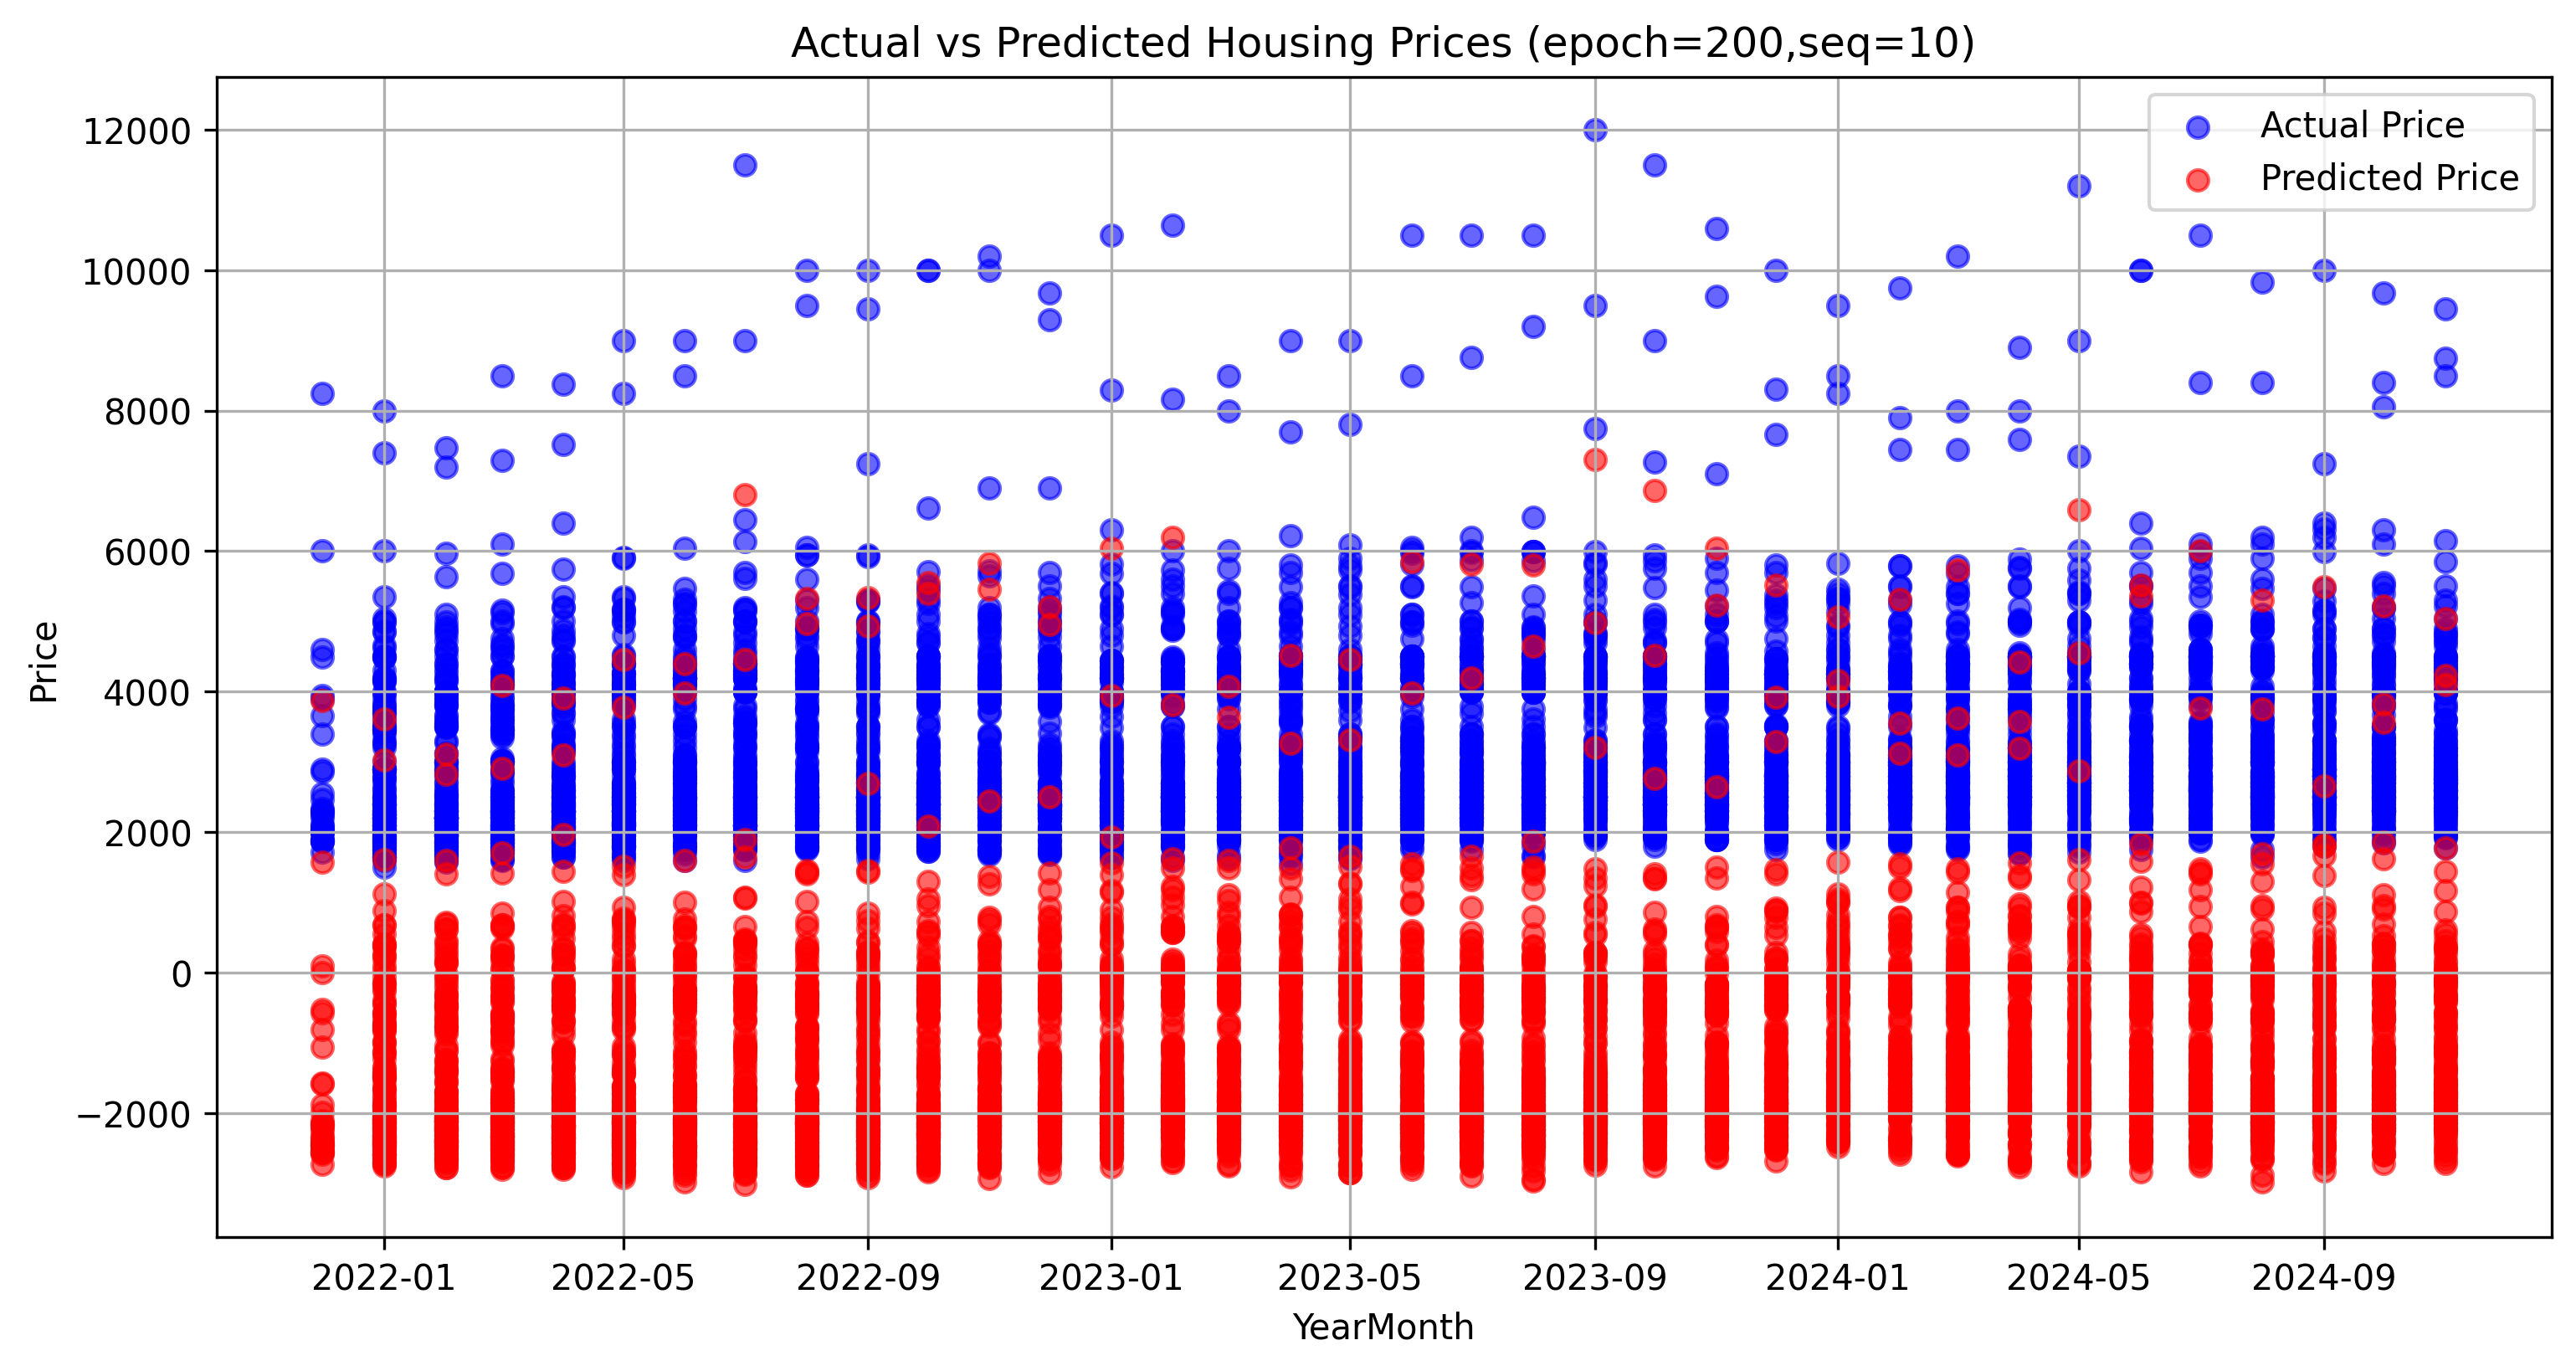 Actual vs Predicted Housing Prices (epoch=200,seq=10)
Actual Price
Predicted Price
12000
10000
8000
6000
4000
2000
0
−2000
Price
2022-01 2022-05 2022-09 2023-01 2023-05 2023-09 2024-01 2024-05 2024-09
YearMonth